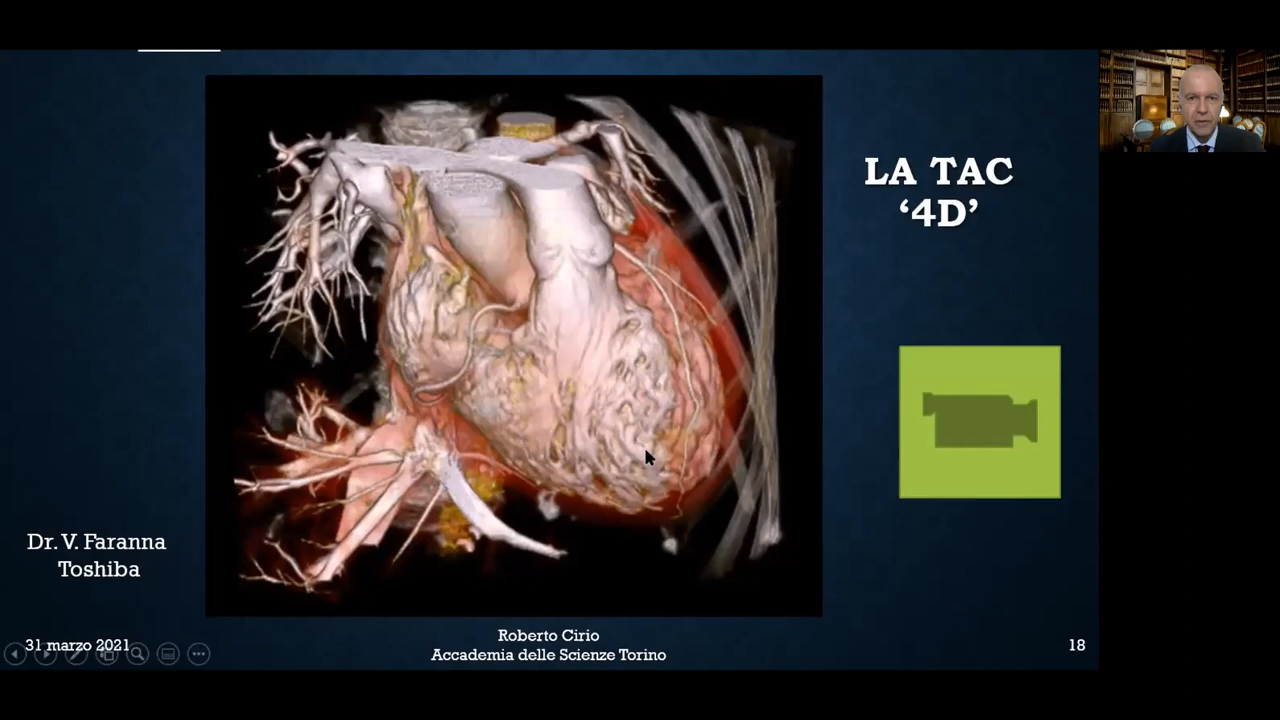 LA TAC
‘4D’
Dr. V. Faranna
Toshiba
31 marzo 2021
Roberto Cirio
Accademia delle Scienze Torino
18